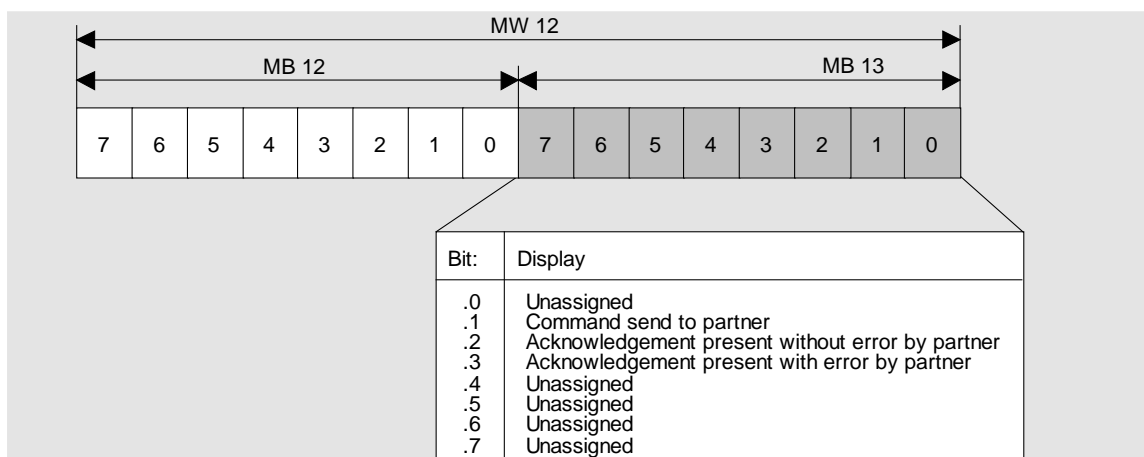 MW 12
MB 12 MB 13
7 6 5 4 3 2 1 0 7 6 5 4 3 2 1 0
Bit: Display
.0 Unassigned
.1 Command send to partner
.2 Acknowledgement present without error by partner
.3 Acknowledgement present with error by partner
.4 Unassigned
.5 Unassigned
.6 Unassigned
.7 Unassigned